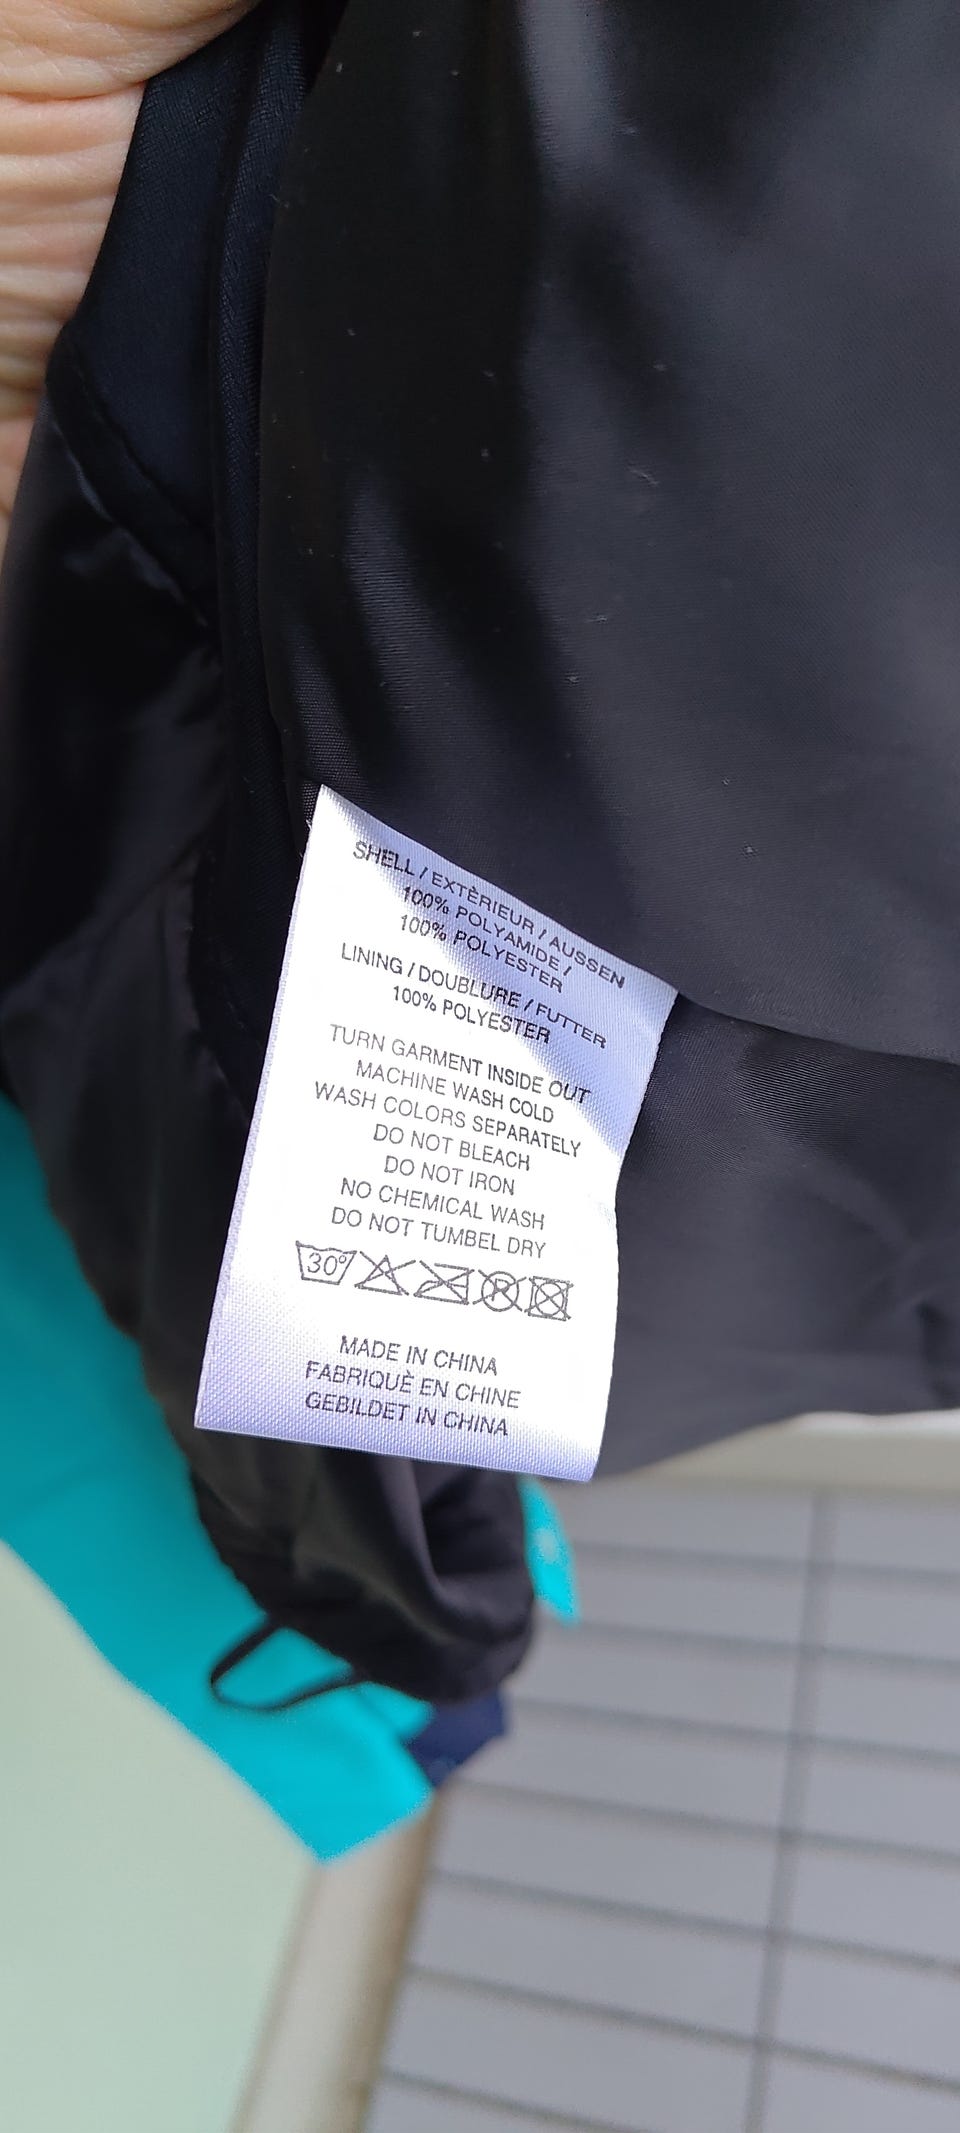 SHELL / EXTÈRIEUR / AUSSEN
100% POLYAMIDE /
100% POLYESTER
LINING / DOUBLURE / FUTTER
100% POLYESTER
TURN GARMENT INSIDE OUT
MACHINE WASH COLD
WASH COLORS SEPARATELY
DO NOT BLEACH
DO NOT IRON
NO CHEMICAL WASH
DO NOT TUMBEL DRY
30° P
MADE IN CHINA
FABRIQUÈ EN CHINE
GEBILDET IN CHINA